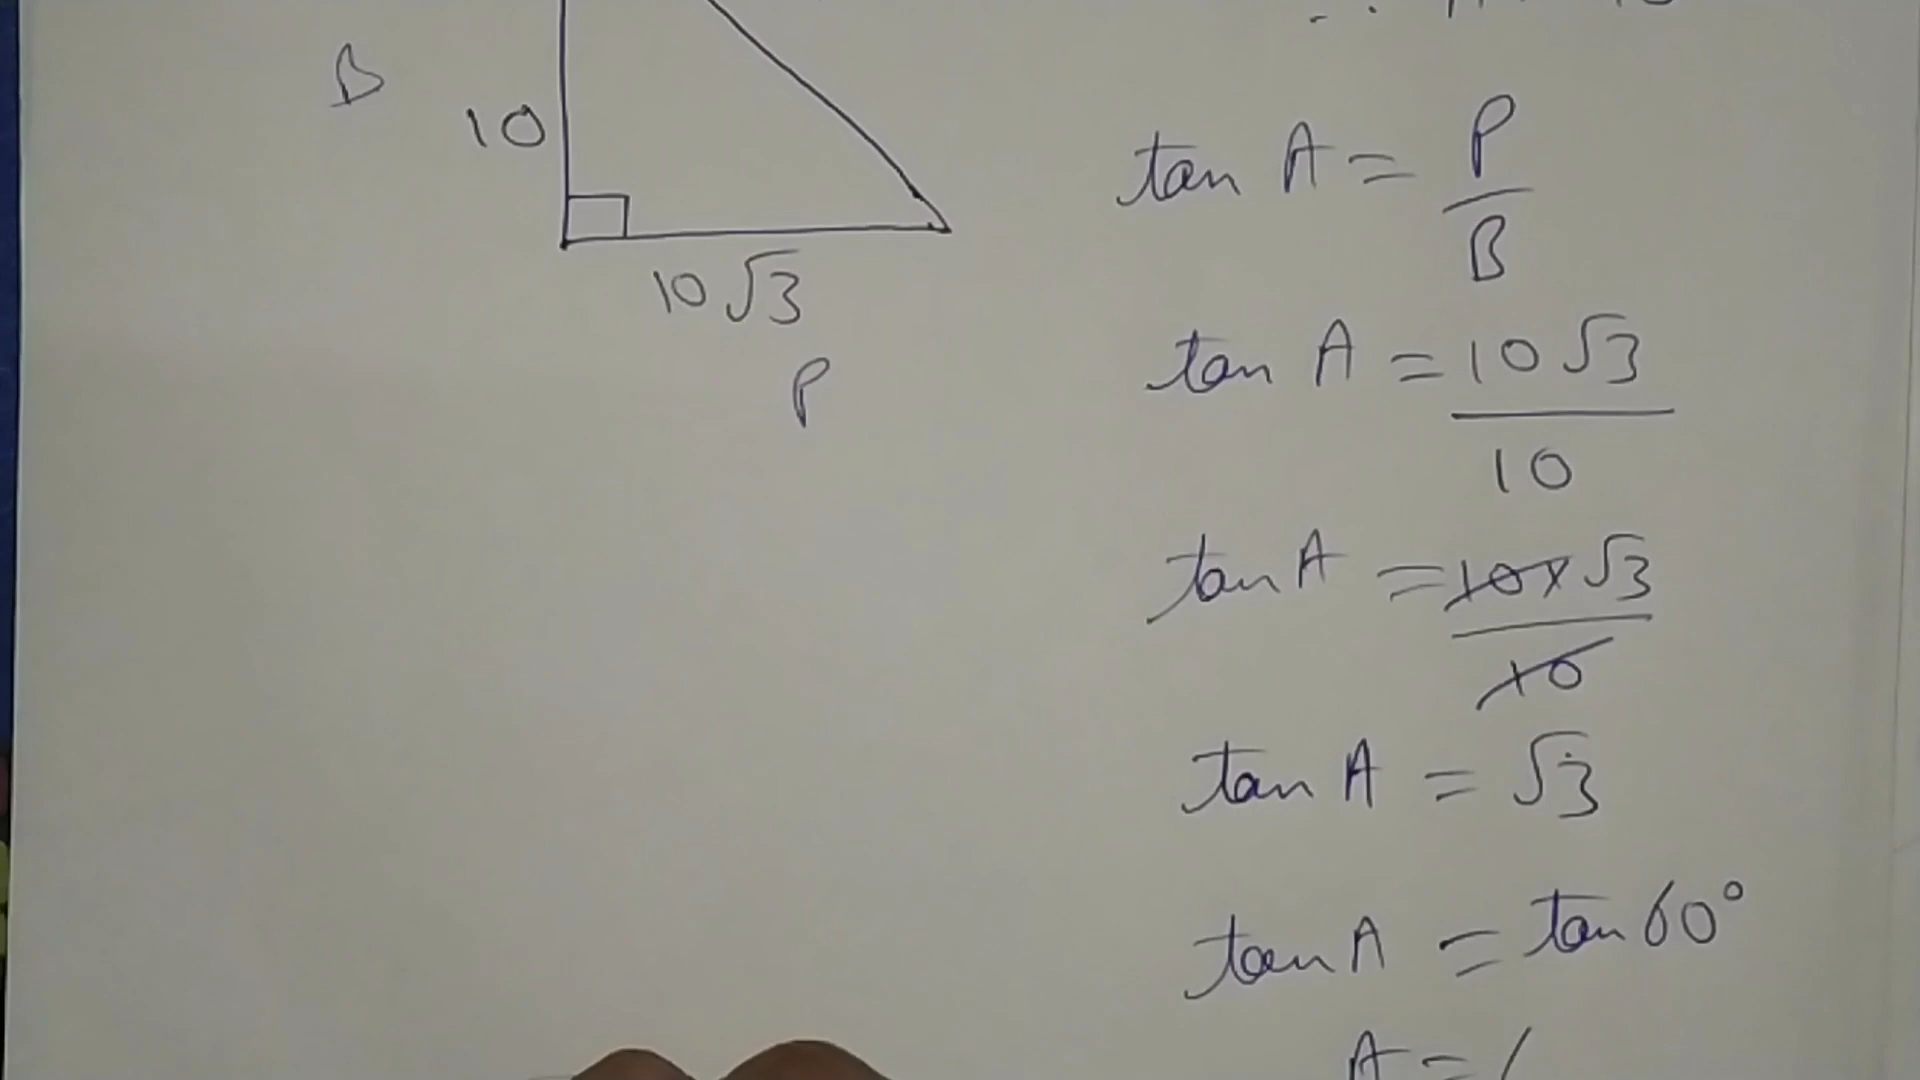 B
10
10√3
P
tan A = P/B
tan A = 10√3/10
tan A = 10×√3/10
tan A = √3
tan A = tan 60°
A =